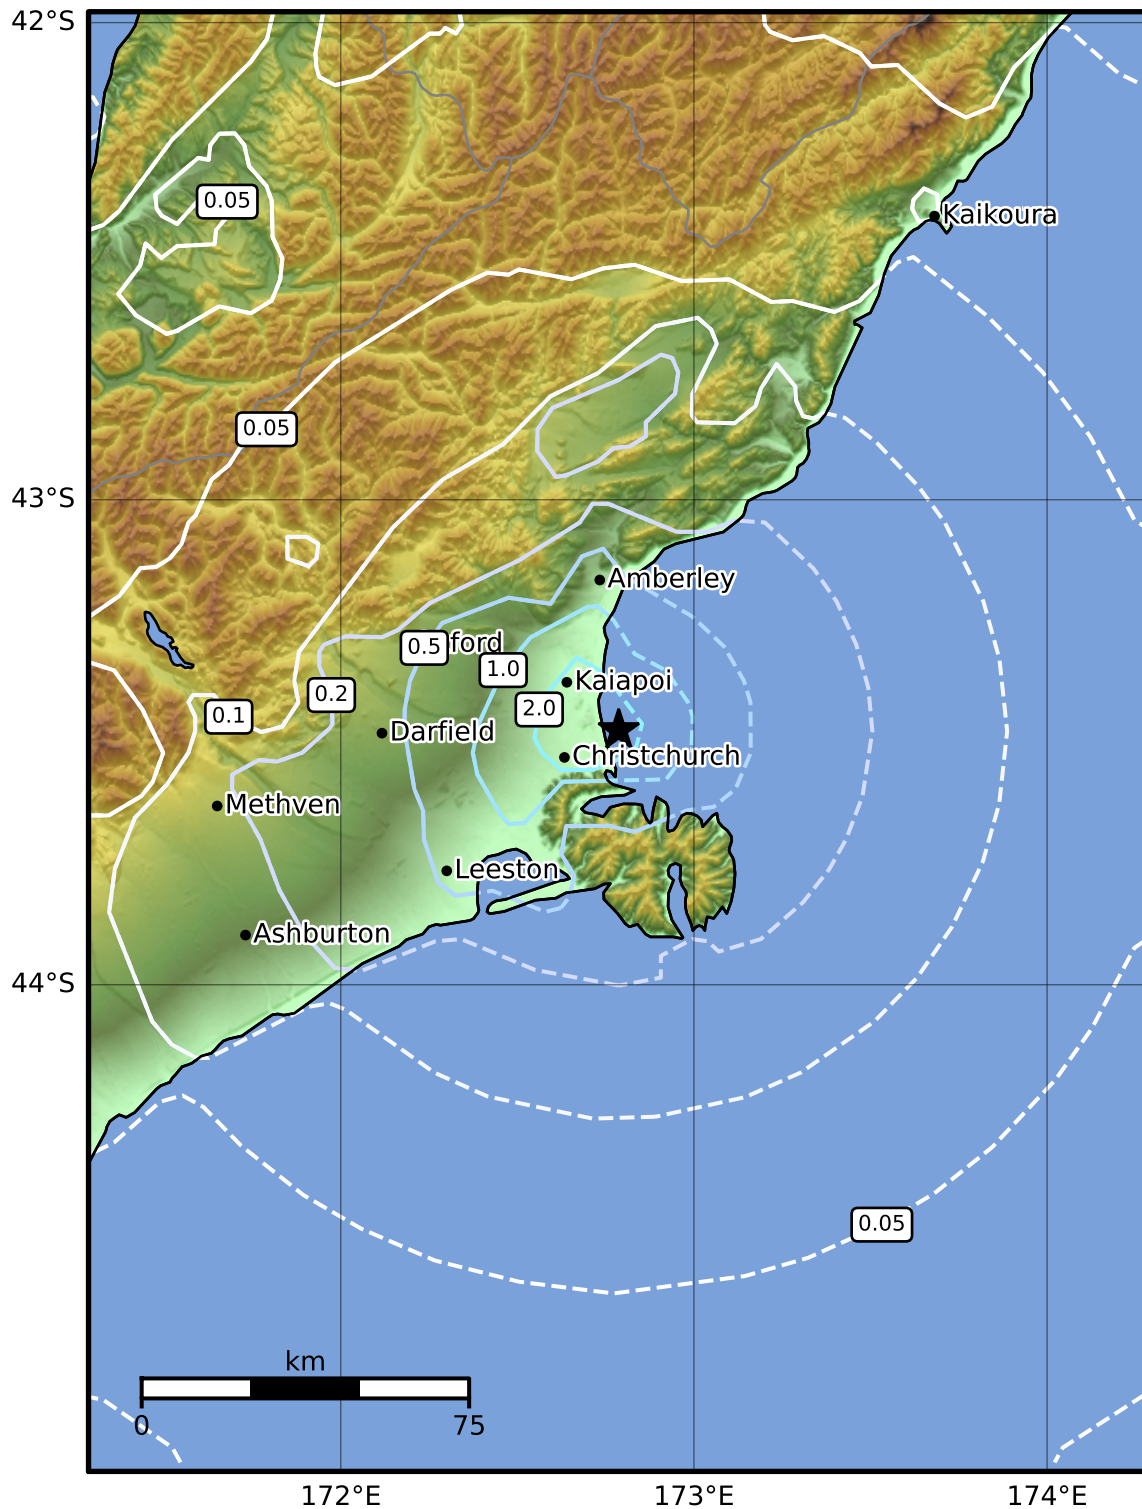 42°S
0.05
Kaikoura
0.05
43°S
Amberley
0.5
ford
1.0
Kaiapoi
0.2
2.0
0.1
Darfield
Christchurch
Methven
Leeston
Ashburton
44°S
0.05
km
0
75
172°E
173°E
174°E